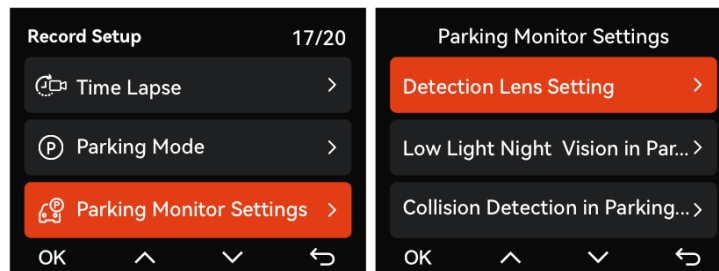 Record Setup 17/20
Time Lapse
P Parking Mode
P Parking Monitor Settings
OK
Parking Monitor Settings
Detection Lens Setting
Low Light Night Vision in Par...
Collision Detection in Parking...
OK